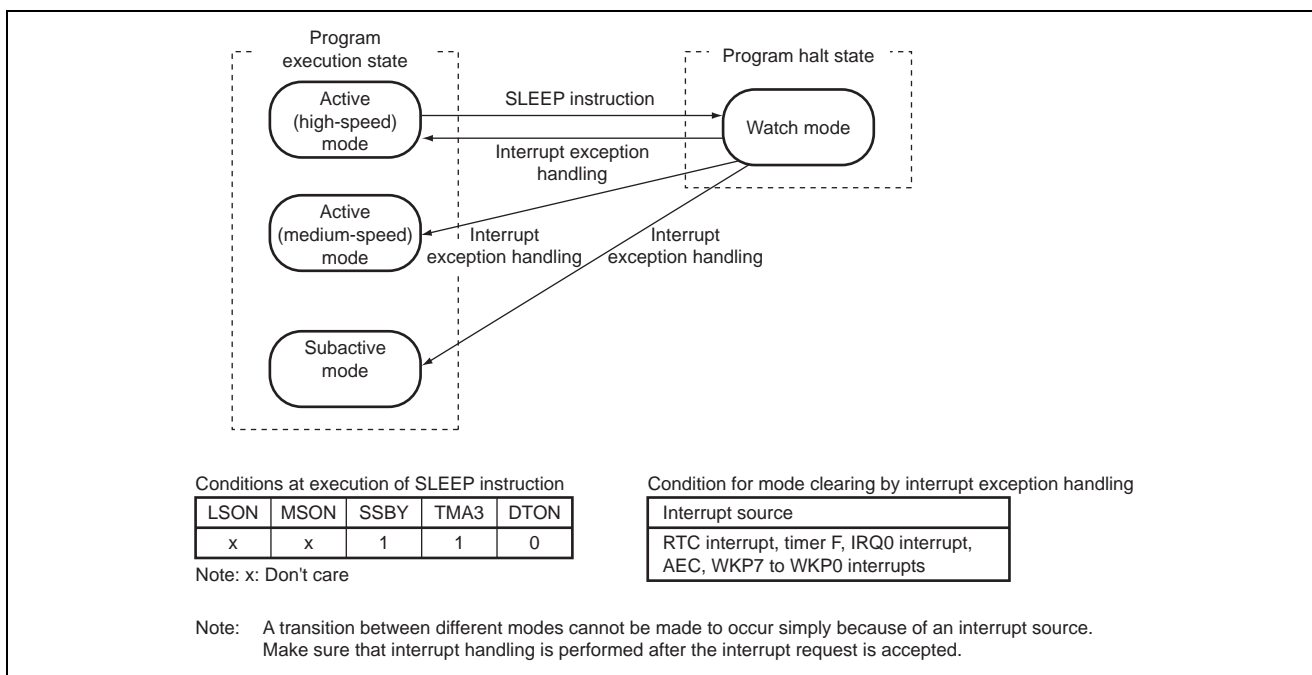 Program
execution state
Program halt state
Active
(high-speed)
mode
SLEEP instruction
Watch mode
Interrupt exception
handling
Active
(medium-speed)
mode
Interrupt
exception handling
Interrupt
exception handling
Subactive
mode
Conditions at execution of SLEEP instruction
LSON MSON SSBY TMA3 DTON
x x 1 1 0
Note: x: Don't care
Condition for mode clearing by interrupt exception handling
Interrupt source
RTC interrupt, timer F, IRQ0 interrupt,
AEC, WKP7 to WKP0 interrupts
Note: A transition between different modes cannot be made to occur simply because of an interrupt source.
Make sure that interrupt handling is performed after the interrupt request is accepted.